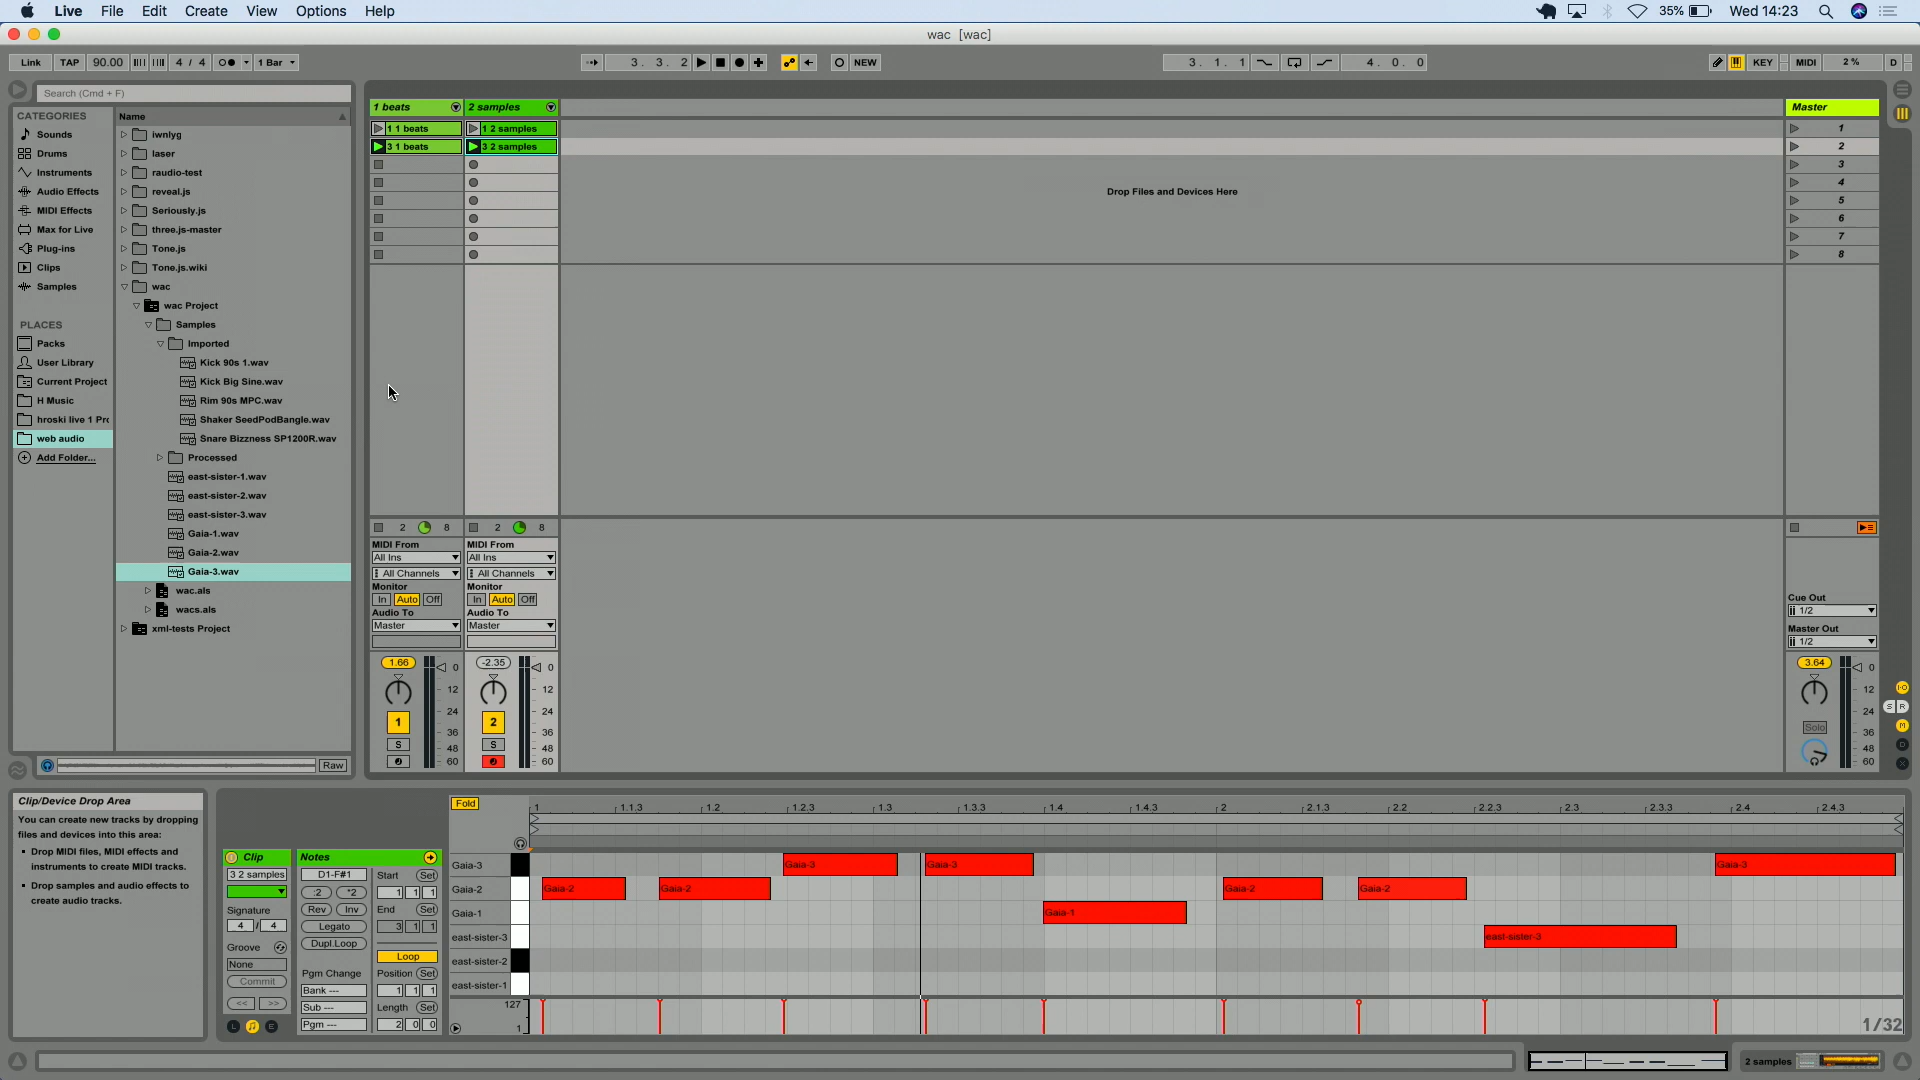 Live File Edit Create View Options Help 35% Wed 14:23
wac [wac]
Link TAP 90.00 4 / 4 1 Bar 3. 3. 2 NEW 3. 1. 1 4. 0. 0 KEY MIDI 2 % D
Search (Cmd + F)
CATEGORIES
Sounds
Drums
Instruments
Audio Effects
MIDI Effects
Max for Live
Plug-ins
Clips
Samples
PLACES
Packs
User Library
Current Project
H Music
hroski live 1 Pr
web audio
Add Folder...
Name
iwnlyg
laser
raudio-test
reveal.js
Seriously.js
three.js-master
Tone.js
Tone.js.wiki
wac
wac Project
Samples
Imported
Kick 90s 1.wav
Kick Big Sine.wav
Rim 90s MPC.wav
Shaker SeedPodBangle.wav
Snare Bizzness SP1200R.wav
Processed
east-sister-1.wav
east-sister-2.wav
east-sister-3.wav
Gaia-1.wav
Gaia-2.wav
Gaia-3.wav
wac.als
wacs.als
xml-tests Project
Raw
1 beats 2 samples Master
1 1 beats 1 2 samples 1
3 1 beats 3 2 samples 2
3
Drop Files and Devices Here
4
5
6
7
8
2 8 2 8
MIDI From MIDI From
All Ins All Ins
All Channels All Channels
Monitor Monitor
In Auto Off In Auto Off
Audio To Audio To
Master Master
Cue Out
1/2
Master Out
1/2
1.66 0 -2.35 0 3.64 0
12 12 12
24 24 24
1 2
36 36 Solo 36
S S
48 48 48
60 60 60
I-O
S R
M
D
X
Clip/Device Drop Area
You can create new tracks by dropping
files and devices into this area:
Drop MIDI files, MIDI effects and
instruments to create MIDI tracks.
Drop samples and audio effects to
create audio tracks.
Clip
3 2 samples
Signature
4 / 4
Groove
None
Commit
<< >>
L E
Notes
D1-F#1
:2 *2
Rev Inv
Legato
Dupl.Loop
Pgm Change
Bank ---
Sub ---
Pgm ---
Start Set
1 1 1
End Set
3 1 1
Loop
Position Set
1 1 1
Length Set
2 0 0
Fold 1 1.1.3 1.2 1.2.3 1.3 1.3.3 1.4 1.4.3 2 2.1.3 2.2 2.2.3 2.3 2.3.3 2.4 2.4.3
Gaia-3 Gaia-3 Gaia-3 Gaia-3
Gaia-2 Gaia-2 Gaia-2 Gaia-2 Gaia-2
Gaia-1 Gaia-1
east-sister-3 east-sister-3
east-sister-2
east-sister-1
127
1 1/32
2 samples